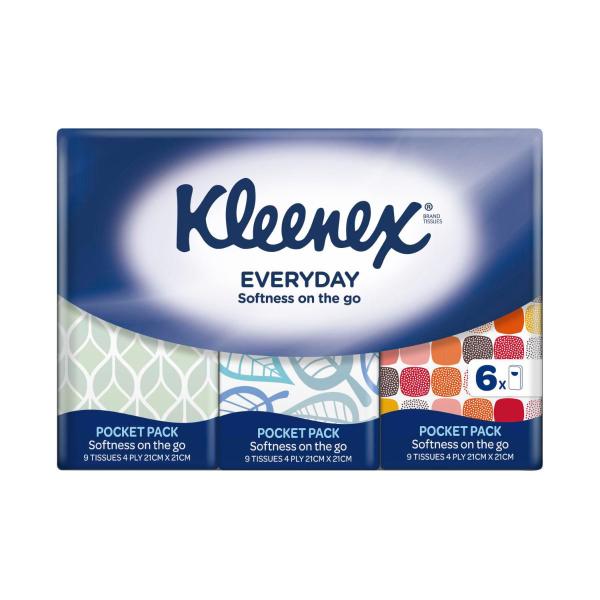 Kleenex®
BRAND
TISSUES
EVERYDAY
Softness on the go
6x
POCKET PACK
Softness on the go
9 TISSUES 4 PLY 21CM X 21CM
POCKET PACK
Softness on the go
9 TISSUES 4 PLY 21CM X 21CM
POCKET PACK
Softness on the go
9 TISSUES 4 PLY 21CM X 21CM